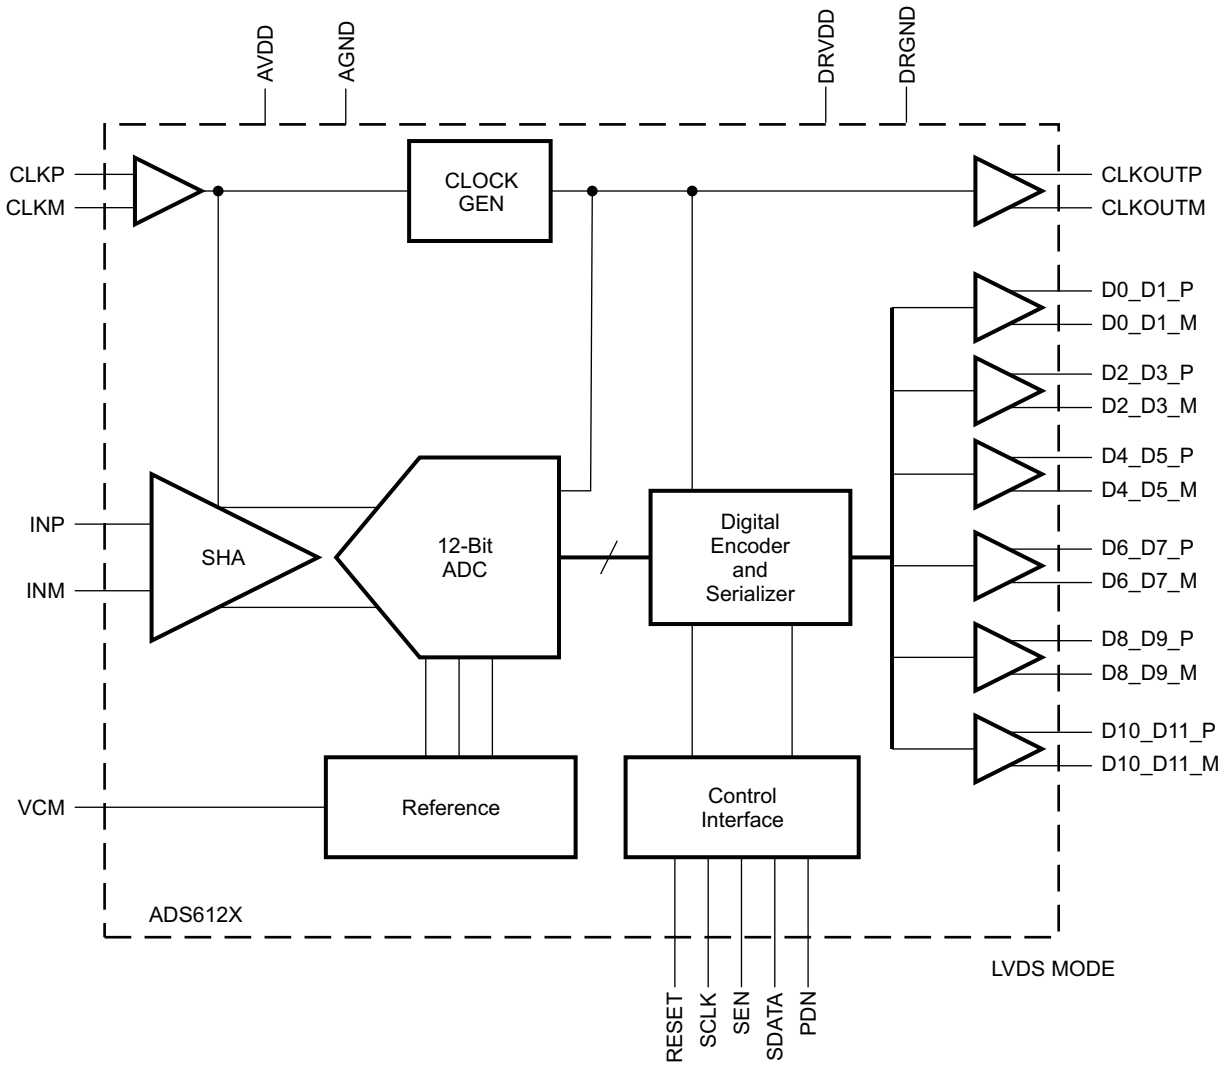 AVDD
AGND
DRVDD
DRGND
CLKP
CLKM
CLOCK
GEN
CLKOUTP
CLKOUTM
D0_D1_P
D0_D1_M
D2_D3_P
D2_D3_M
D4_D5_P
D4_D5_M
INP
INM
SHA
12-Bit
ADC
Digital
Encoder
and
Serializer
D6_D7_P
D6_D7_M
D8_D9_P
D8_D9_M
D10_D11_P
D10_D11_M
VCM
Reference
Control
Interface
ADS612X
LVDS MODE
RESET
SCLK
SEN
SDATA
PDN